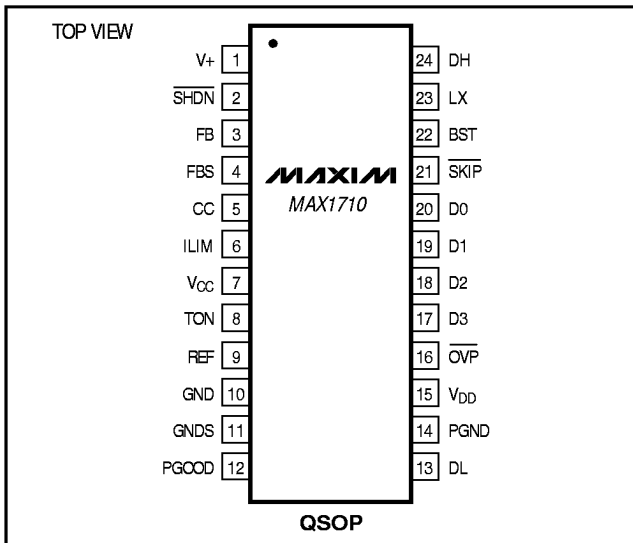 TOP VIEW
V+ 1
SHDN 2
FB 3
FBS 4
CC 5
ILIM 6
VCC 7
TON 8
REF 9
GND 10
GNDS 11
PGOOD 12
MAXIM
MAX1710
24 DH
23 LX
22 BST
21 SKIP
20 D0
19 D1
18 D2
17 D3
16 OVP
15 VDD
14 PGND
13 DL
QSOP